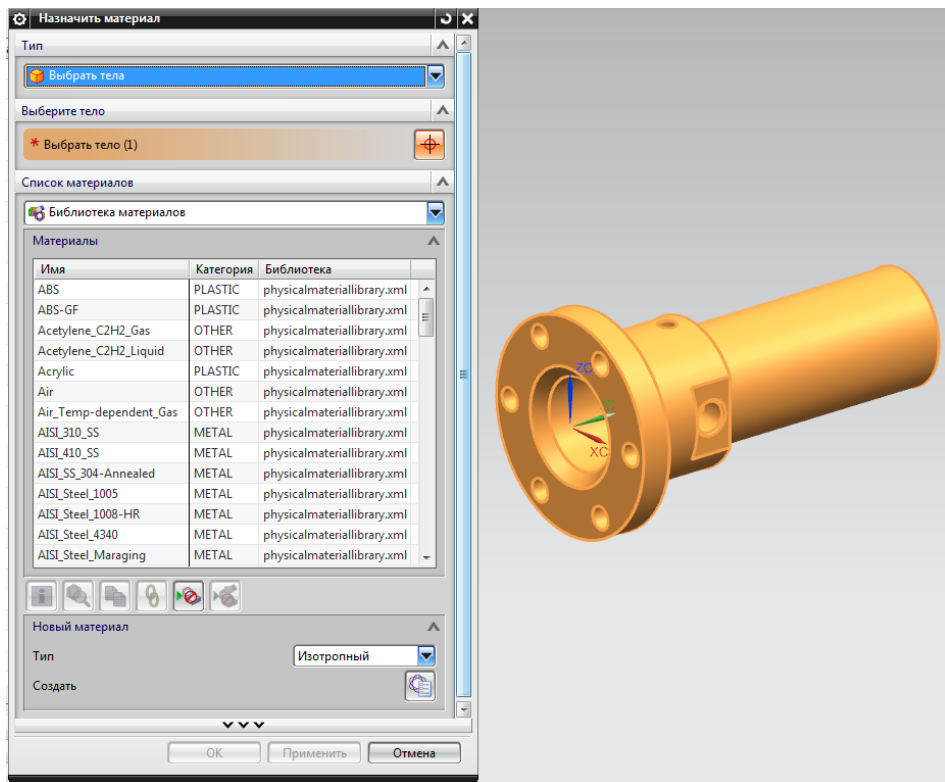 Назначить материал
Тип
Выбрать тела
Выберите тело
* Выбрать тело (1)
Список материалов
Библиотека материалов
Материалы
Имя Категория Библиотека
ABS PLASTIC physicalmateriallibrary.xml
ABS-GF PLASTIC physicalmateriallibrary.xml
Acetylene_C2H2_Gas OTHER physicalmateriallibrary.xml
Acetylene_C2H2_Liquid OTHER physicalmateriallibrary.xml
Acrylic PLASTIC physicalmateriallibrary.xml
Air OTHER physicalmateriallibrary.xml
Air_Temp-dependent_Gas OTHER physicalmateriallibrary.xml
AISI_310_SS METAL physicalmateriallibrary.xml
AISI_410_SS METAL physicalmateriallibrary.xml
AISI_SS_304-Annealed METAL physicalmateriallibrary.xml
AISI_Steel_1005 METAL physicalmateriallibrary.xml
AISI_Steel_1008-HR METAL physicalmateriallibrary.xml
AISI_Steel_4340 METAL physicalmateriallibrary.xml
AISI_Steel_Maraging METAL physicalmateriallibrary.xml
Новый материал
Тип Изотропный
Создать
OK Применить Отмена
ZC
XC